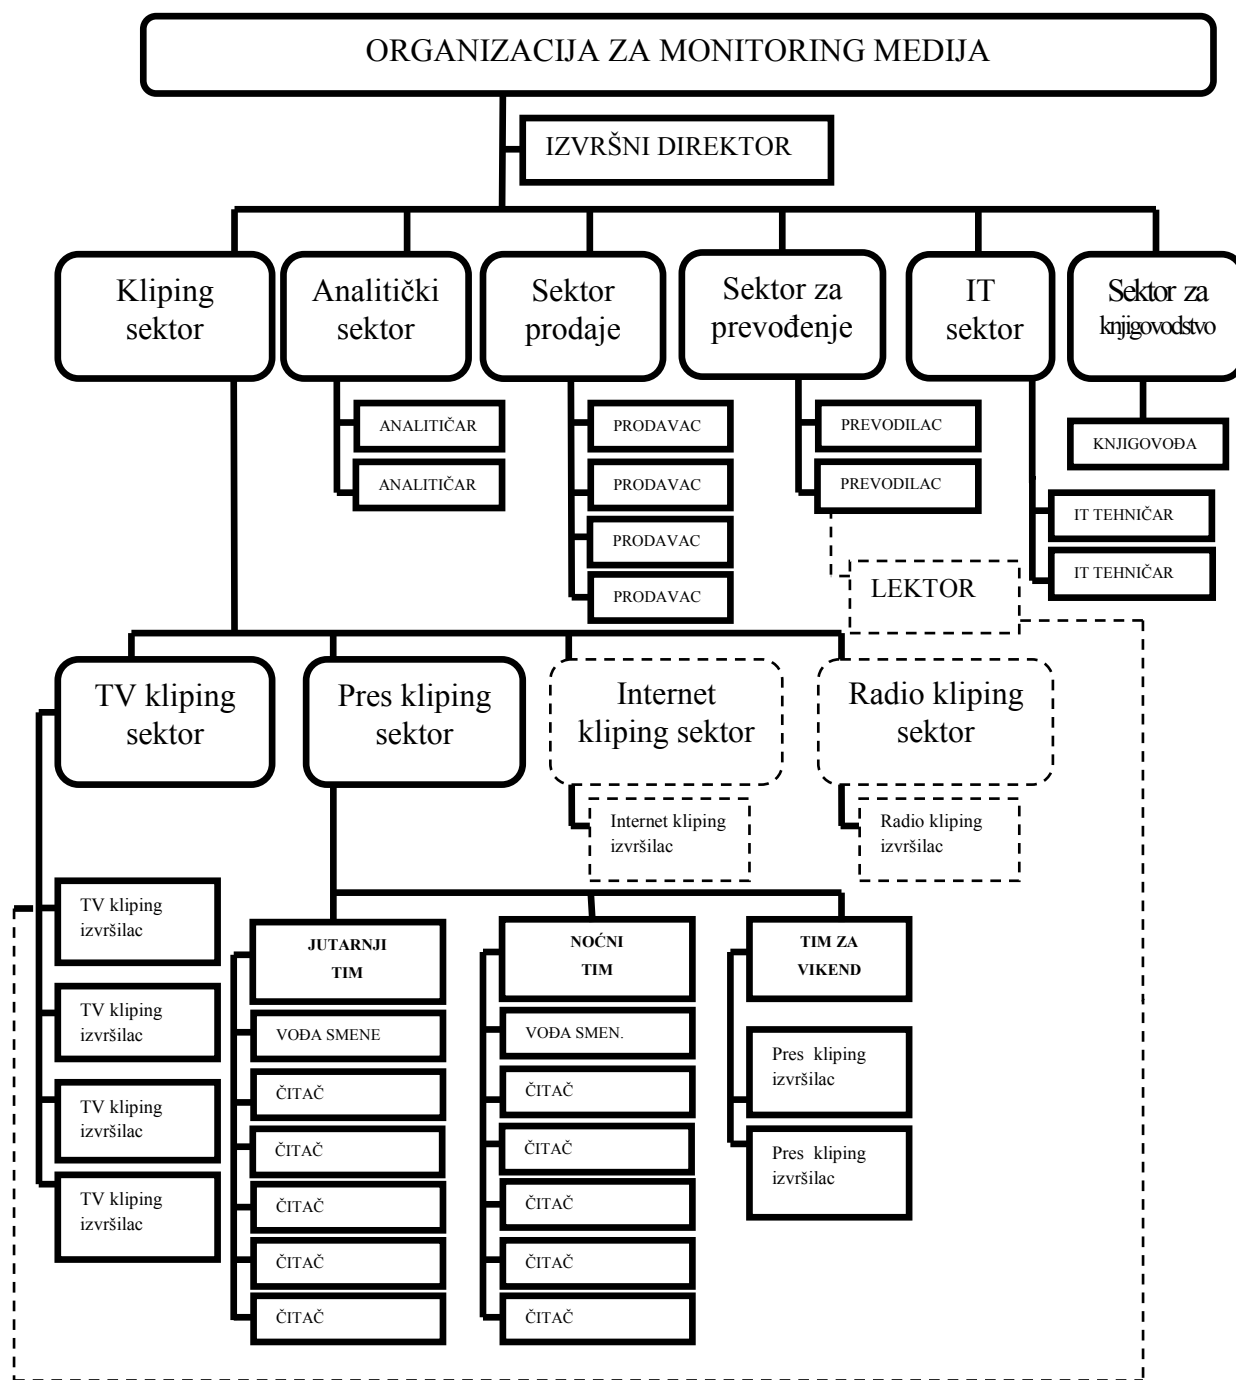 ORGANIZACIJA ZA MONITORING MEDIJA
IZVRŠNI DIREKTOR
Kliping
sektor
Analitički
sektor
Sektor
prodaje
Sektor za
prevođenje
IT
sektor
Sektor za
knjigovodstvo
ANALITIČAR
ANALITIČAR
PRODAVAC
PRODAVAC
PRODAVAC
PRODAVAC
PREVODILAC
PREVODILAC
LEKTOR
IT TEHNIČAR
IT TEHNIČAR
KNJIGOVOĐA
TV kliping
sektor
Pres kliping
sektor
Internet
kliping sektor
Radio kliping
sektor
Internet kliping
izvršilac
Radio kliping
izvršilac
TV kliping
izvršilac
TV kliping
izvršilac
TV kliping
izvršilac
TV kliping
izvršilac
JUTARNJI
TIM
VOĐA SMENE
ČITAČ
ČITAČ
ČITAČ
ČITAČ
ČITAČ
NOĆNI
TIM
VOĐA SMEN.
ČITAČ
ČITAČ
ČITAČ
ČITAČ
ČITAČ
TIM ZA
VIKEND
Pres kliping
izvršilac
Pres kliping
izvršilac